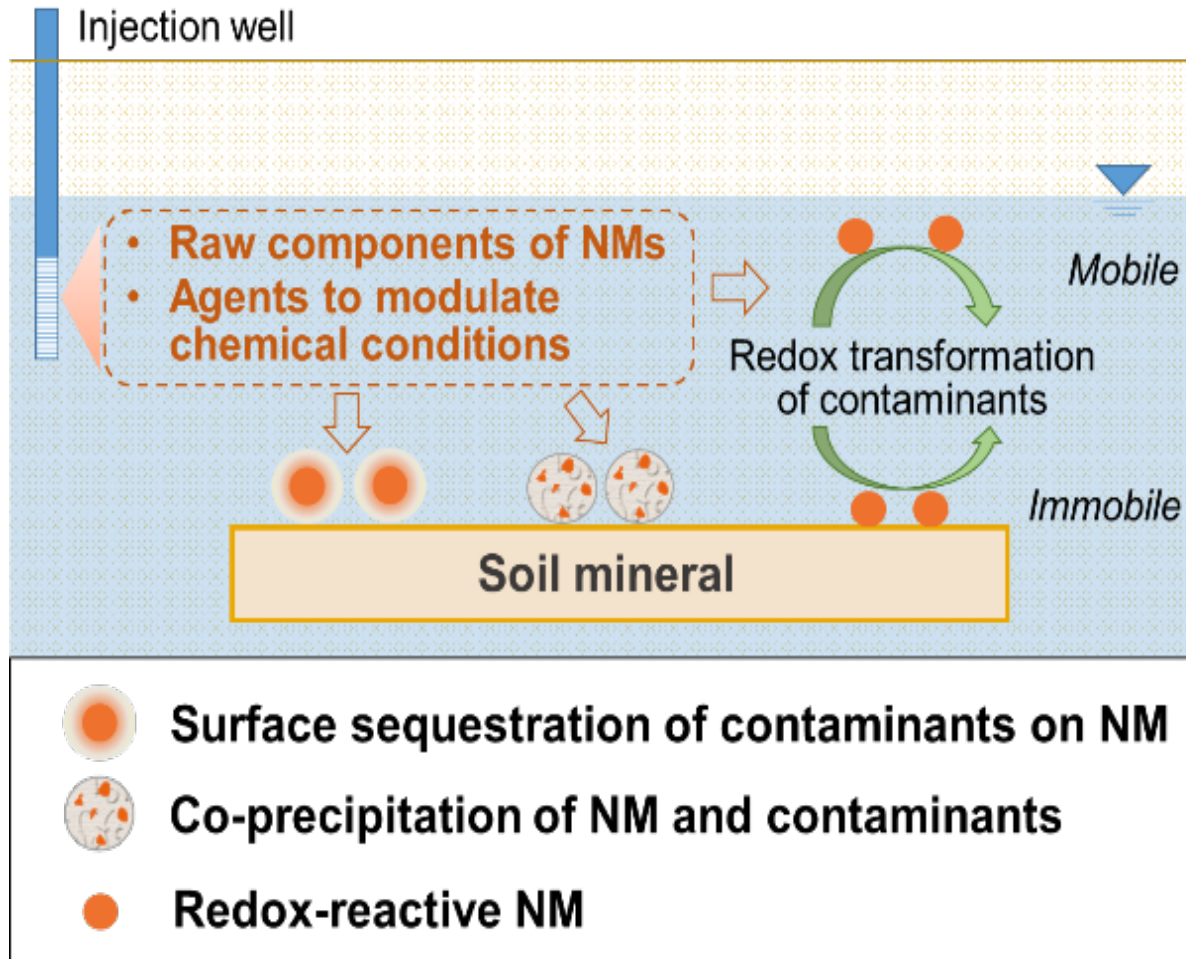 Injection well
• Raw components of NMs
• Agents to modulate
chemical conditions
Mobile
Redox transformation
of contaminants
Immobile
Soil mineral
Surface sequestration of contaminants on NM
Co-precipitation of NM and contaminants
Redox-reactive NM